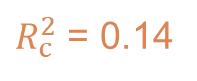 R_c^2 = 0.14